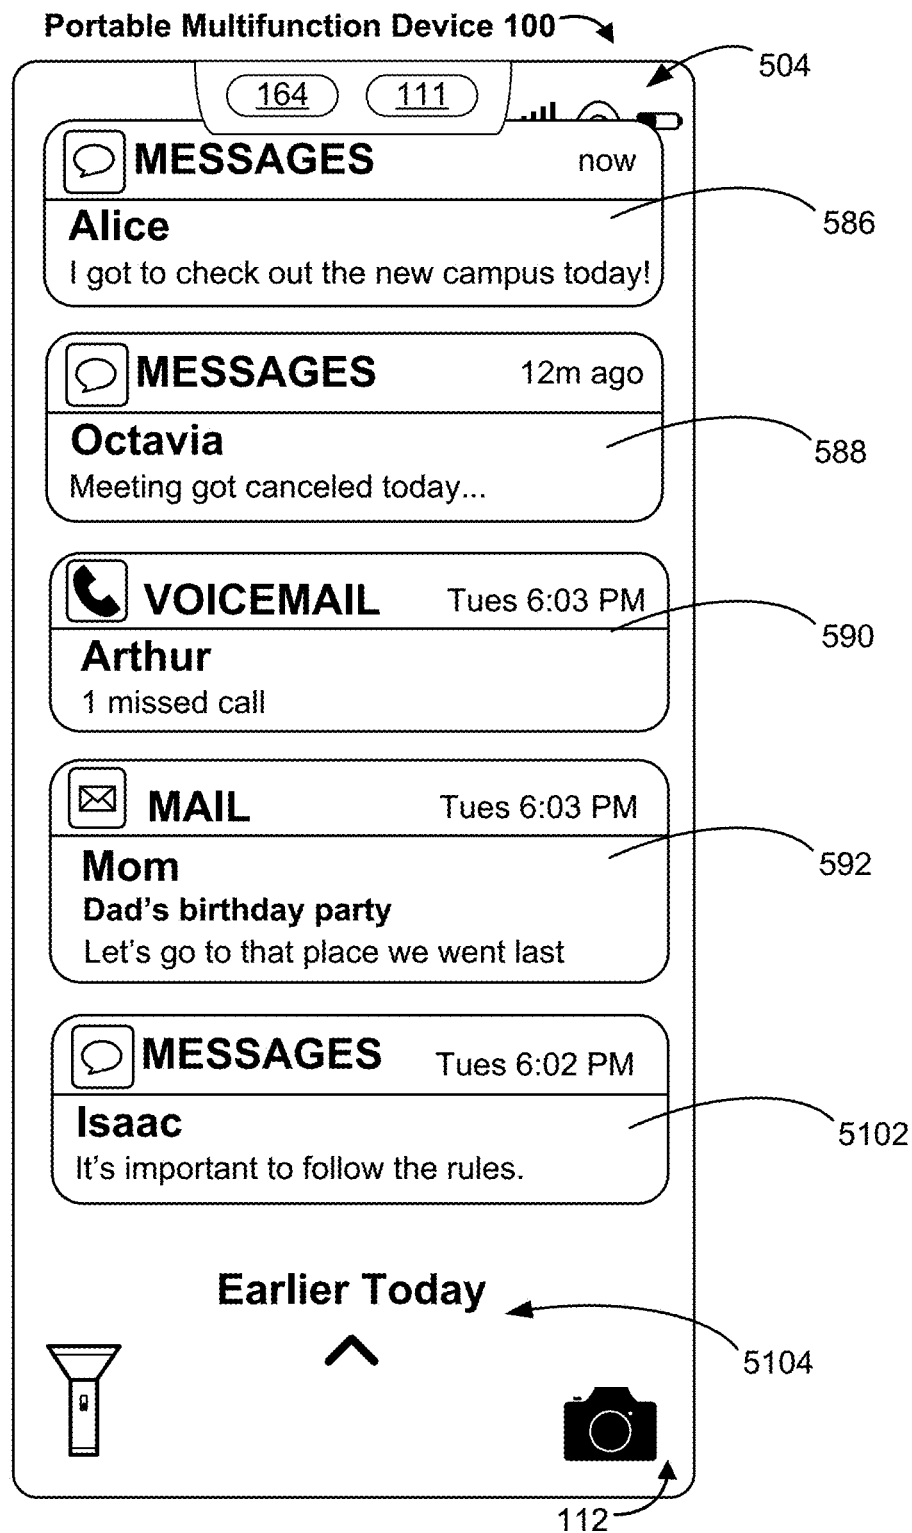 Portable Multifunction Device 100
504
164 111
MESSAGES now
586
Alice
I got to check out the new campus today!
MESSAGES 12m ago
Octavia
588
Meeting got canceled today...
VOICEMAIL Tues 6:03 PM
590
Arthur
1 missed call
MAIL Tues 6:03 PM
592
Mom
Dad's birthday party
Let's go to that place we went last
MESSAGES Tues 6:02 PM
Isaac
5102
It's important to follow the rules.
Earlier Today
5104
112